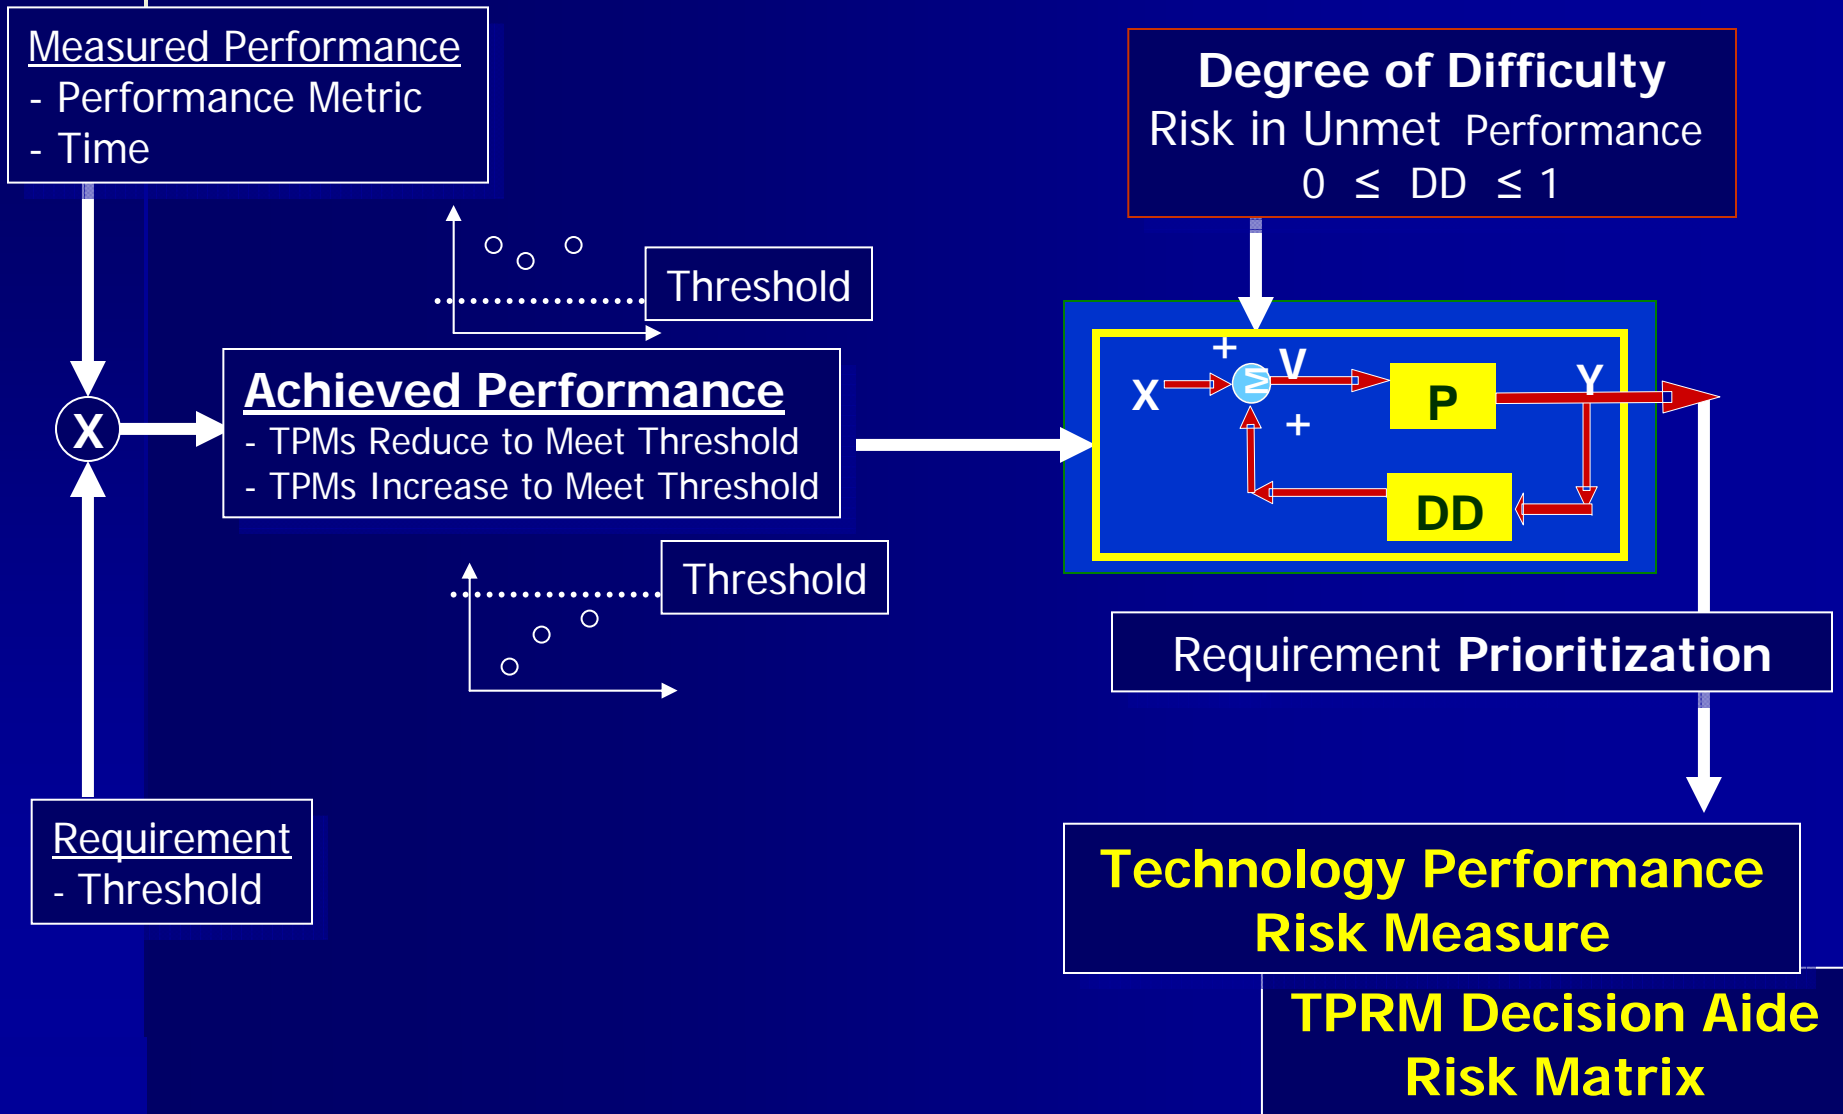 Measured Performance
- Performance Metric
- Time
Degree of Difficulty
Risk in Unmet Performance
0 ≤ DD ≤ 1
Threshold
Achieved Performance
- TPMs Reduce to Meet Threshold
- TPMs Increase to Meet Threshold
X
Threshold
+
X
Σ
V
P
Y
+
DD
Requirement Prioritization
Requirement
- Threshold
Technology Performance
Risk Measure
TPRM Decision Aide
Risk Matrix